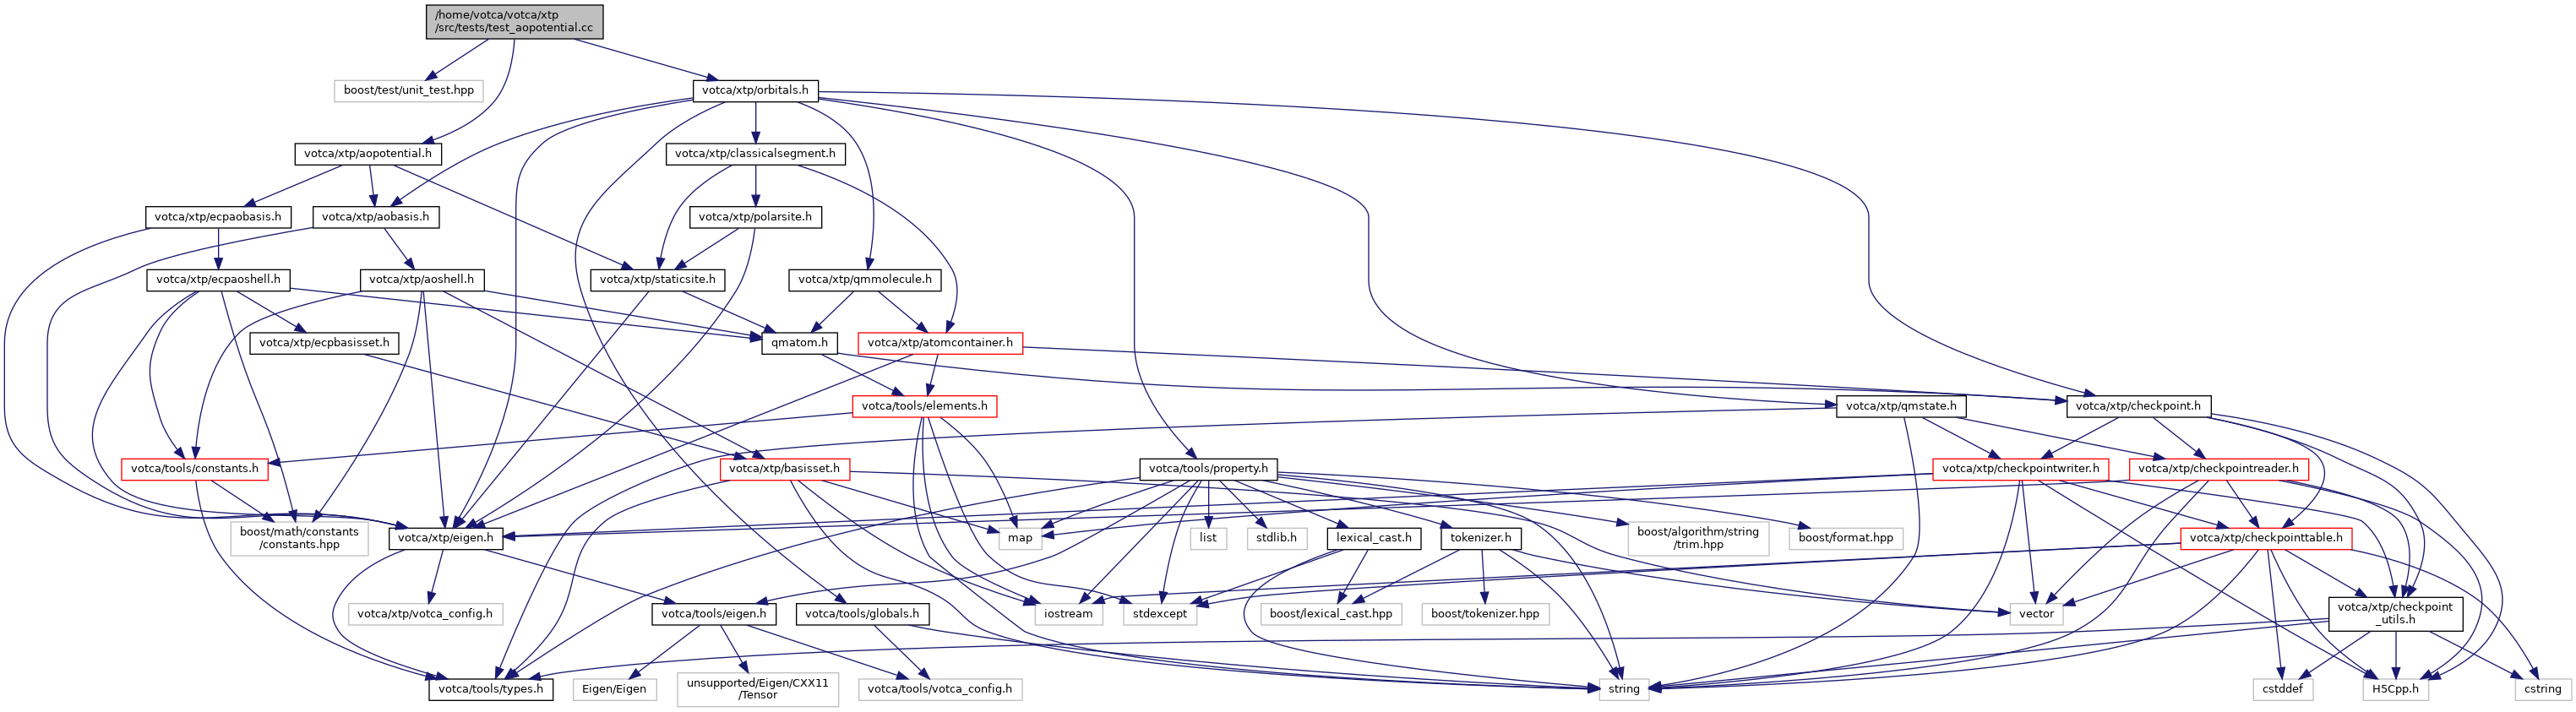 /home/votca/votca/xtp
/src/tests/test_aopotential.cc
boost/test/unit_test.hpp
votca/xtp/orbitals.h
votca/xtp/aopotential.h
votca/xtp/classicalsegment.h
votca/xtp/ecpaobasis.h
votca/xtp/aobasis.h
votca/xtp/polarsite.h
votca/xtp/ecpaoshell.h
votca/xtp/aoshell.h
votca/xtp/staticsite.h
votca/xtp/qmmolecule.h
votca/xtp/ecpbasisset.h
qmatom.h
votca/xtp/atomcontainer.h
votca/tools/elements.h
votca/xtp/qmstate.h
votca/xtp/checkpoint.h
votca/tools/constants.h
votca/xtp/basisset.h
votca/tools/property.h
votca/xtp/checkpointwriter.h
votca/xtp/checkpointreader.h
boost/math/constants
/constants.hpp
votca/xtp/eigen.h
map
list
stdlib.h
lexical_cast.h
tokenizer.h
boost/algorithm/string
/trim.hpp
boost/format.hpp
votca/xtp/checkpointtable.h
votca/xtp/votca_config.h
votca/tools/eigen.h
votca/tools/globals.h
iostream
stdexcept
boost/lexical_cast.hpp
boost/tokenizer.hpp
vector
votca/xtp/checkpoint
_utils.h
votca/tools/types.h
Eigen/Eigen
unsupported/Eigen/CXX11
/Tensor
votca/tools/votca_config.h
string
cstddef
H5Cpp.h
cstring